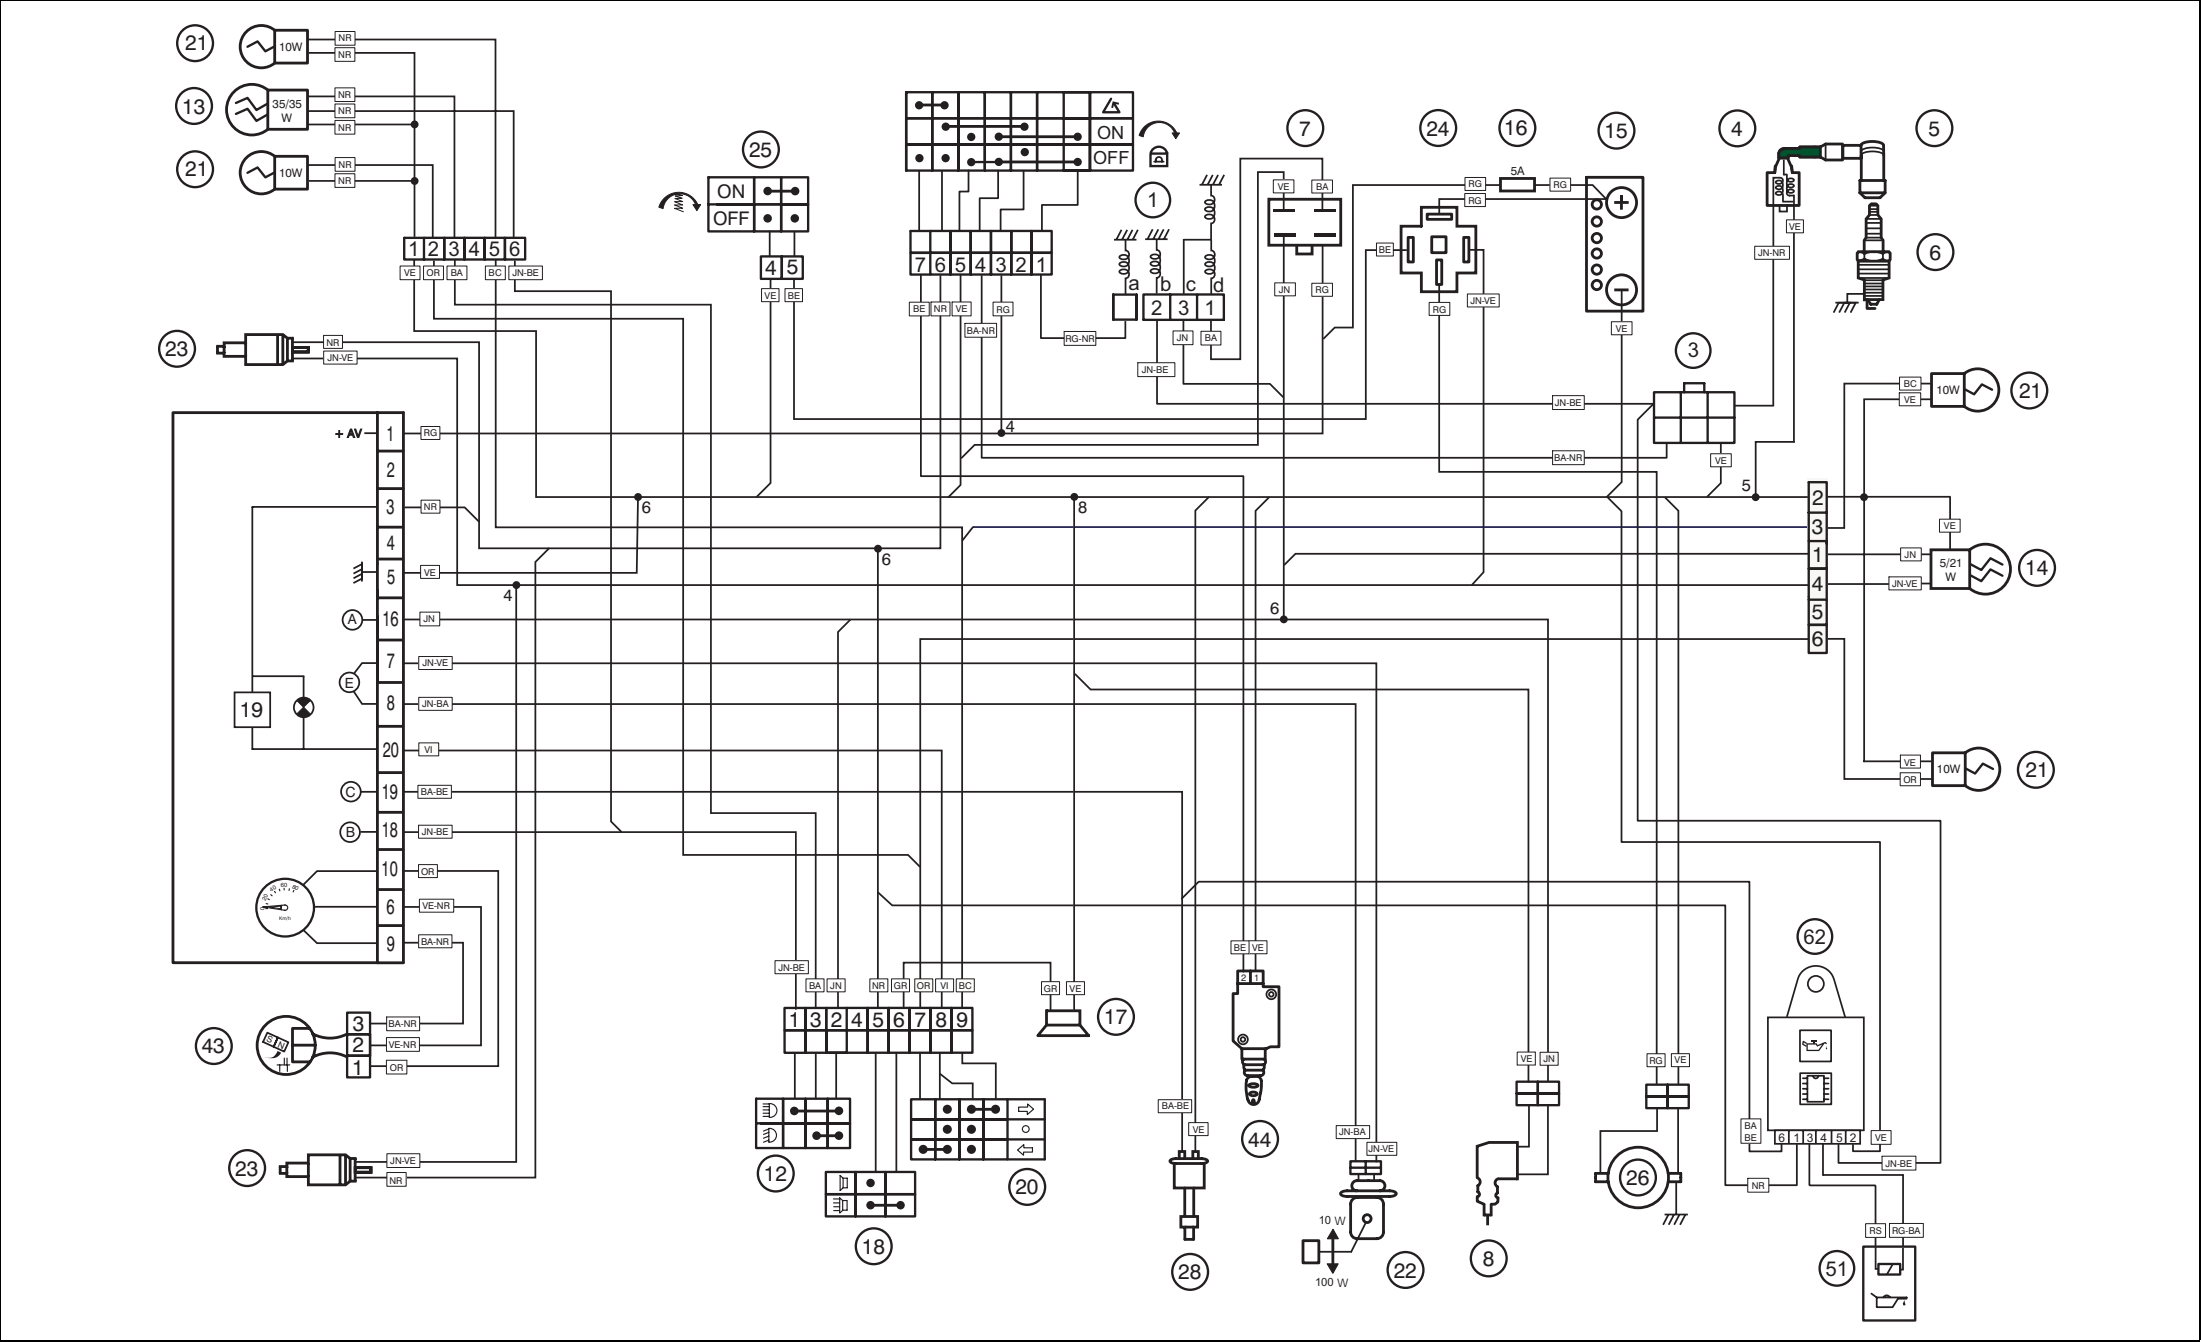 21 10W NR
NR
13 35/35 W NR
NR
NR
21 10W NR
NR
1 2 3 4 5 6
VE OR BA BC JN-BE
25
ON
OFF
4 5
VE BE
ON
OFF
7 6 5 4 3 2 1
BE NR VE RG
BA-NR
RG-NR
1
a b c d
2 3 1
JN BA
JN-BE
7
VE BA
JN RG
24
BE
RG
JN-VE
16
5A
RG RG
RG
15
+
VE
4
VE
JN-NR
5
6
3
JN-BE
BA-NR
VE
23 NR
JN-VE
+ AV 1 RG
2
3 NR
4
5 VE
A 16 JN
E 7 JN-VE
8 JN-BA
20 VI
19
C 19 BA-BE
B 18 JN-BE
10 OR
6 VE-NR
9 BA-NR
20 40 60 80
Km/h
4
6
8
5
6
4
6
2
3
1
4
5
6
BC 10W 21
VE
VE
JN 5/21 W 14
JN-VE
VE 10W 21
OR
43
S N
3 BA-NR
2 VE-NR
1 OR
23 JN-VE
NR
JN-BE
BA JN NR GR OR VI BC
1 3 2 4 5 6 7 8 9
12
18
20
GR VE
17
BE VE
2 1
44
BA-BE
VE
28
JN-BA
JN-VE
10 W
100 W
22
VE JN
8
RG VE
26
62
BA BE
6 1 3 4 5 2
VE
JN-BE
NR
RS RG-BA
51